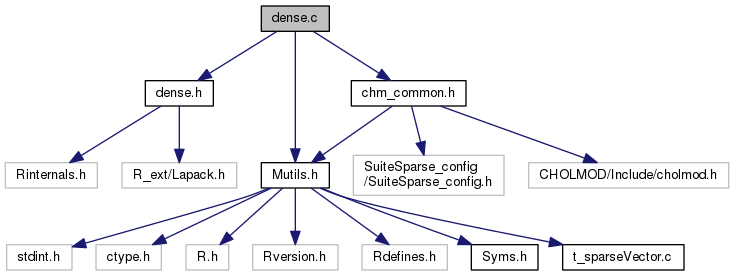 dense.c
dense.h
chm_common.h
Rinternals.h
R_ext/Lapack.h
Mutils.h
SuiteSparse_config
/SuiteSparse_config.h
CHOLMOD/Include/cholmod.h
stdint.h
ctype.h
R.h
Rversion.h
Rdefines.h
Syms.h
t_sparseVector.c